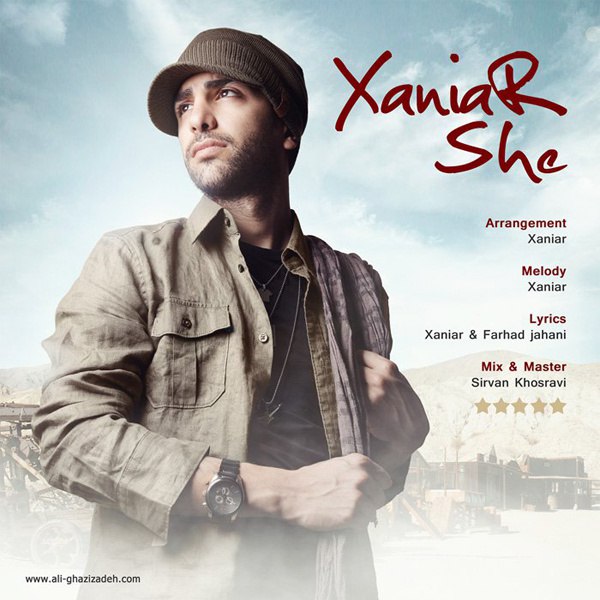 XaniaR
She
Arrangement
Xaniar
Melody
Xaniar
Lyrics
Xaniar & Farhad jahani
Mix & Master
Sirvan Khosravi
www.ali-ghazizadeh.com